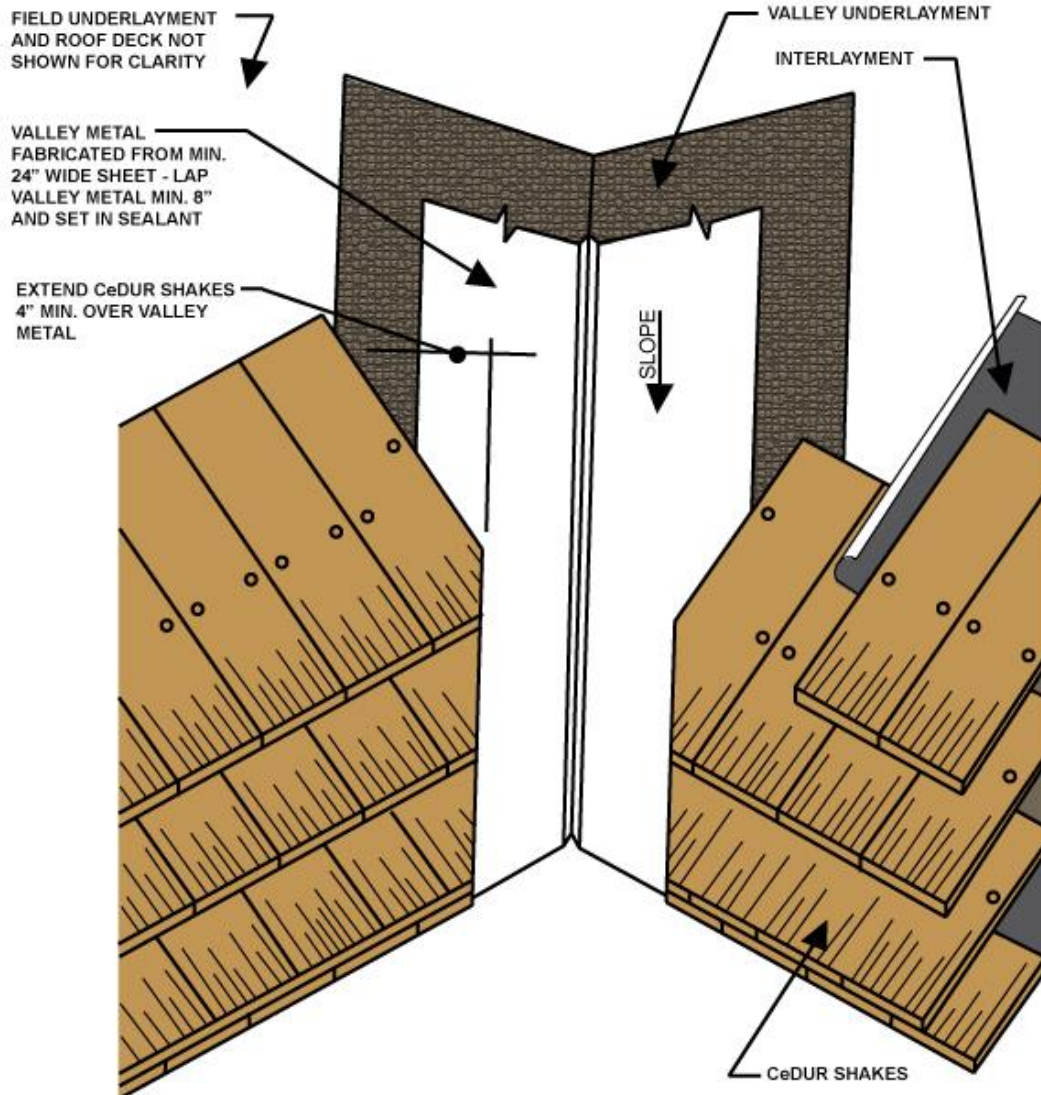 FIELD UNDERLAYMENT
AND ROOF DECK NOT
SHOWN FOR CLARITY
VALLEY UNDERLAYMENT
INTERLAYMENT
VALLEY METAL
FABRICATED FROM MIN.
24” WIDE SHEET - LAP
VALLEY METAL MIN. 8”
AND SET IN SEALANT
EXTEND CeDUR SHAKES
4” MIN. OVER VALLEY
METAL
SLOPE
CeDUR SHAKES